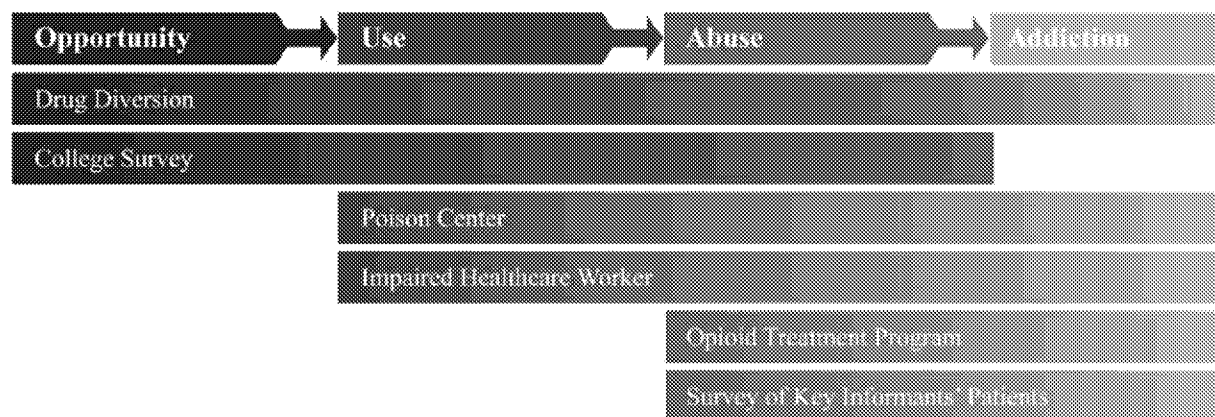 Opportunity Use Abuse Addiction
Drug Diversion
College Survey
Poison Center
Impaired Healthcare Worker
Opioid Treatment Program
Survey of Key Informants' Patients